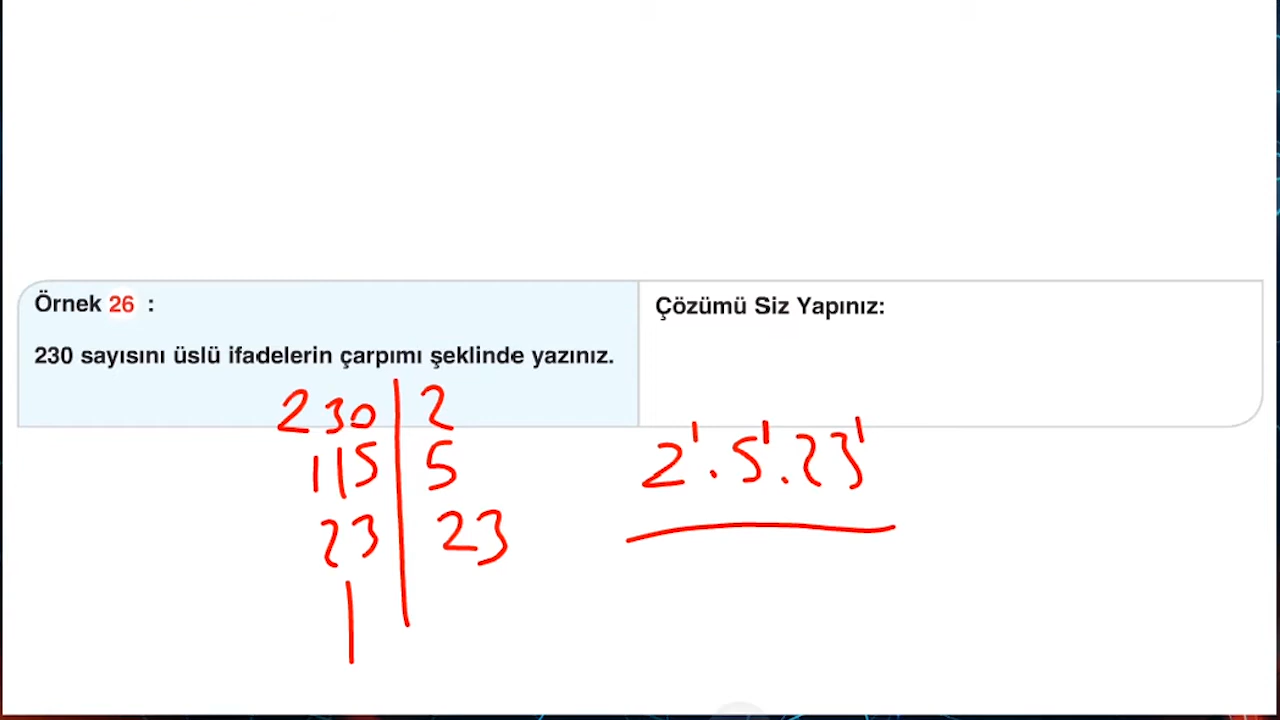 Örnek 26 :
230 sayısını üslü ifadelerin çarpımı şeklinde yazınız.
230 | 2
115 | 5
23 | 23
1
Çözümü Siz Yapınız:
2¹ . 5¹ . 23¹